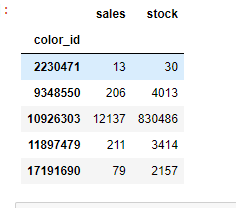 :
sales stock
color_id
2230471 13 30
9348550 206 4013
10926303 12137 830486
11897479 211 3414
17191690 79 2157